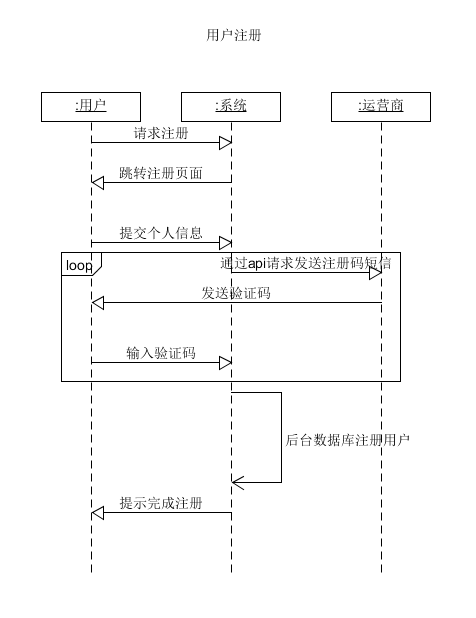 用户注册
:用户
:系统
:运营商
请求注册
跳转注册页面
提交个人信息
loop
通过api请求发送注册码短信
发送验证码
输入验证码
后台数据库注册用户
提示完成注册